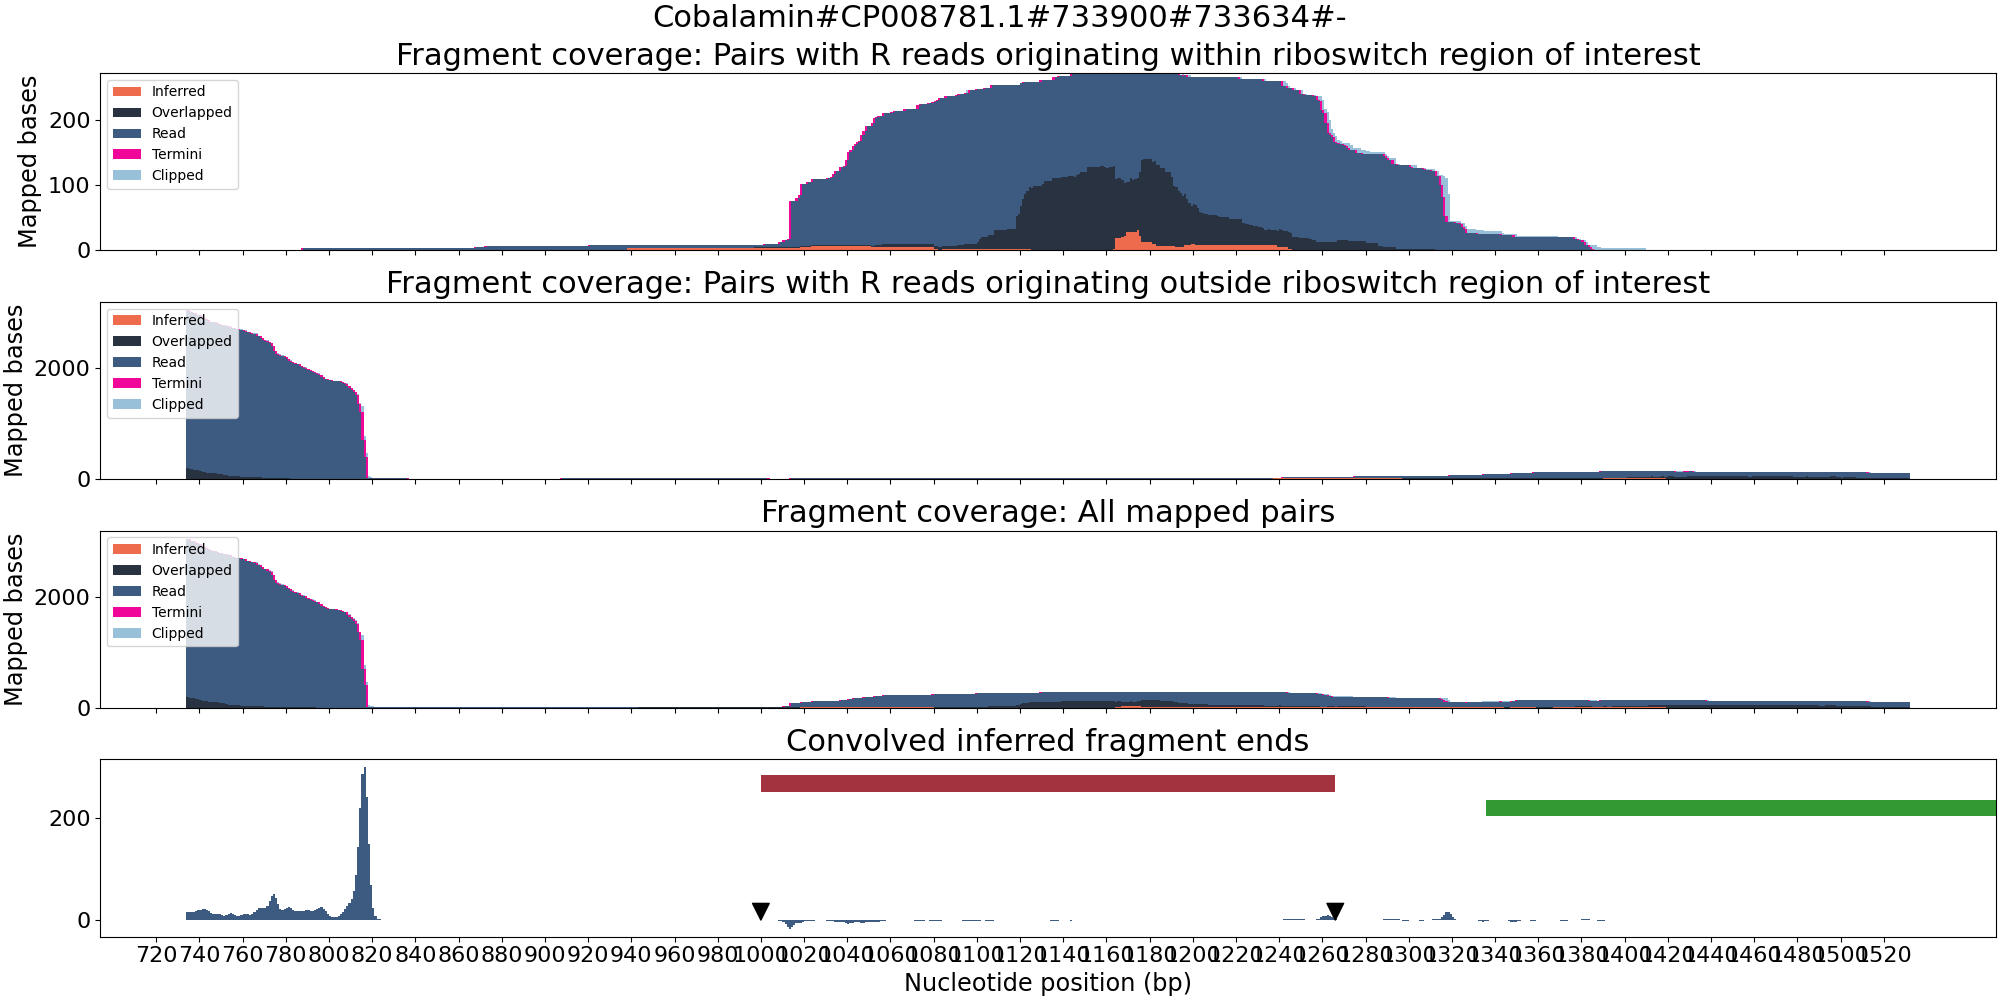 Cobalamin#CP008781.1#733900#733634#-
Fragment coverage: Pairs with R reads originating within riboswitch region of interest
Mapped bases
200
100
0
Inferred
Overlapped
Read
Termini
Clipped
Fragment coverage: Pairs with R reads originating outside riboswitch region of interest
Mapped bases
2000
0
Inferred
Overlapped
Read
Termini
Clipped
Fragment coverage: All mapped pairs
Mapped bases
2000
0
Inferred
Overlapped
Read
Termini
Clipped
Convolved inferred fragment ends
200
0
720 740 760 780 800 820 840 860 880 900 920 940 960 980 1000 1020 1040 1060 1080 1100 1120 1140 1160 1180 1200 1220 1240 1260 1280 1300 1320 1340 1360 1380 1400 1420 1440 1460 1480 1500 1520
Nucleotide position (bp)